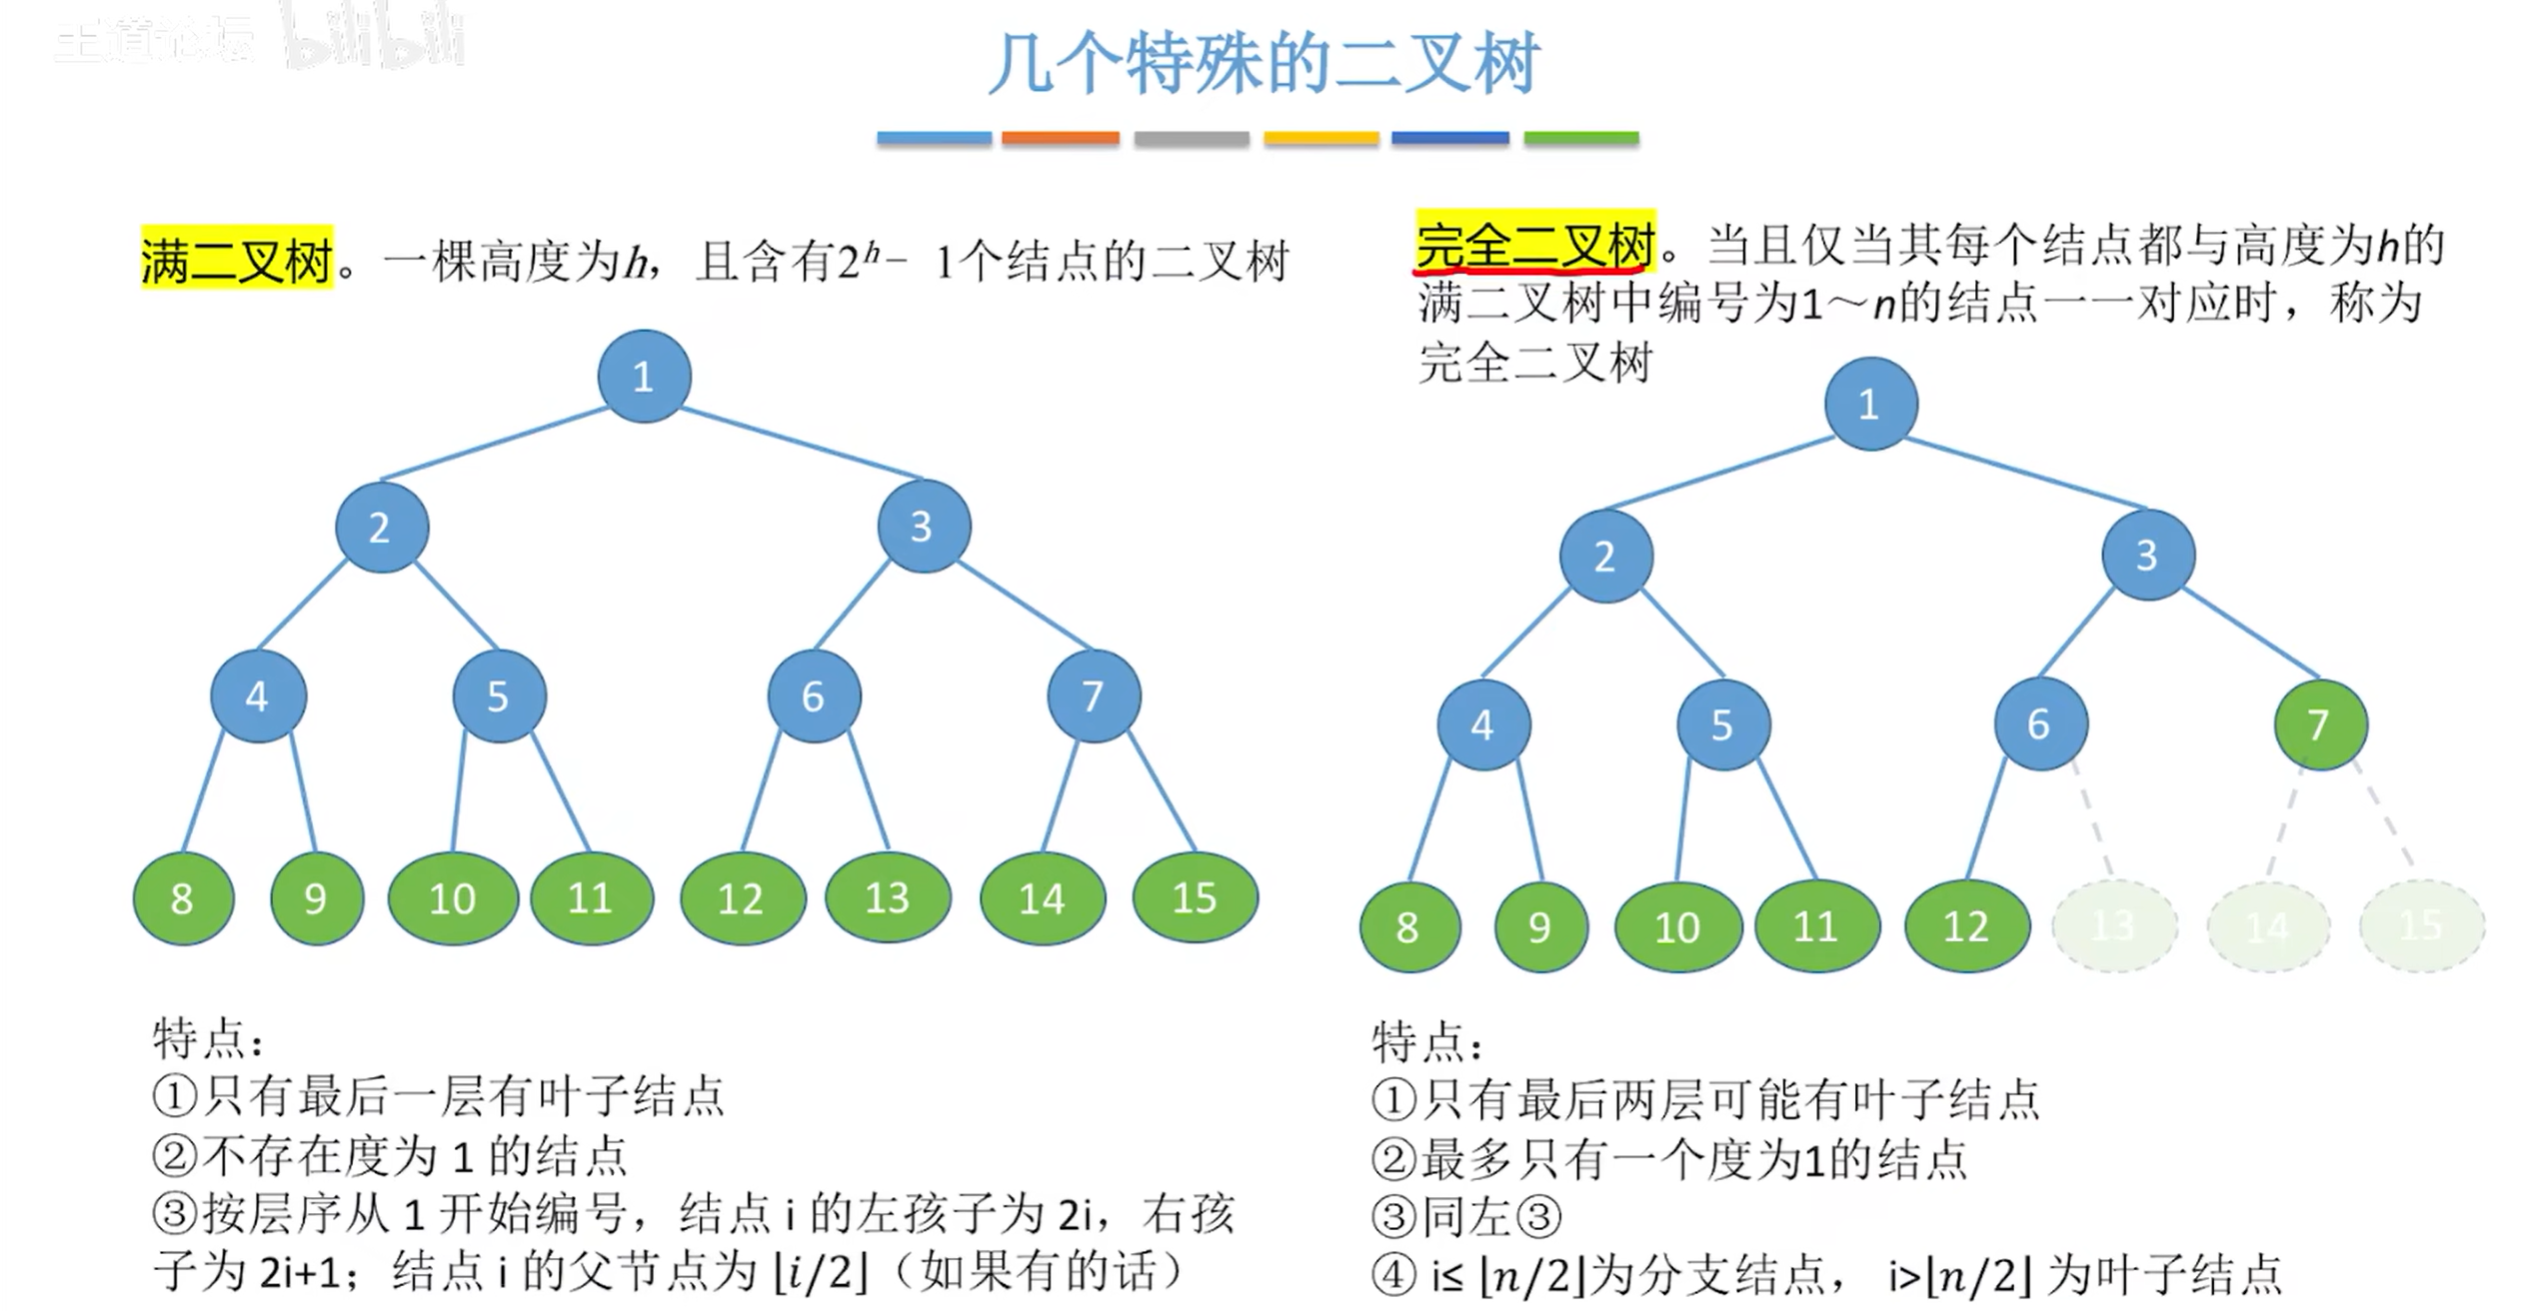 王道论坛 bilibili
几个特殊的二叉树
满二叉树。一棵高度为h，且含有2ʰ− 1个结点的二叉树
1
2 3
4 5 6 7
8 9 10 11 12 13 14 15
特点：
①只有最后一层有叶子结点
②不存在度为 1 的结点
③按层序从 1 开始编号，结点 i 的左孩子为 2i，右孩
子为 2i+1；结点 i 的父节点为 ⌊i/2⌋（如果有的话）
完全二叉树。当且仅当其每个结点都与高度为h的
满二叉树中编号为1～n的结点一一对应时，称为
完全二叉树
1
2 3
4 5 6 7
8 9 10 11 12 13 14 15
特点：
①只有最后两层可能有叶子结点
②最多只有一个度为1的结点
③同左③
④ i≤ ⌊n/2⌋为分支结点， i>⌊n/2⌋ 为叶子结点